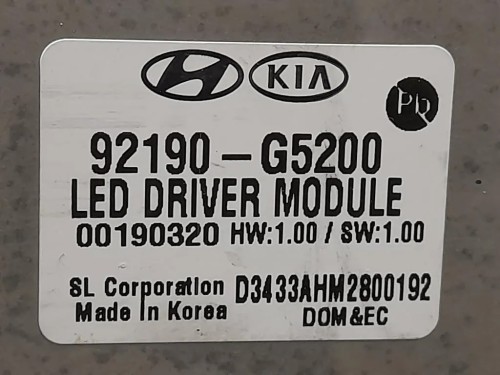 KIA
Pb
92190-G5200
LED DRIVER MODULE
00190320 HW:1.00 / SW:1.00
SL Corporation D3433AHM2800192
Made In Korea DOM&EC